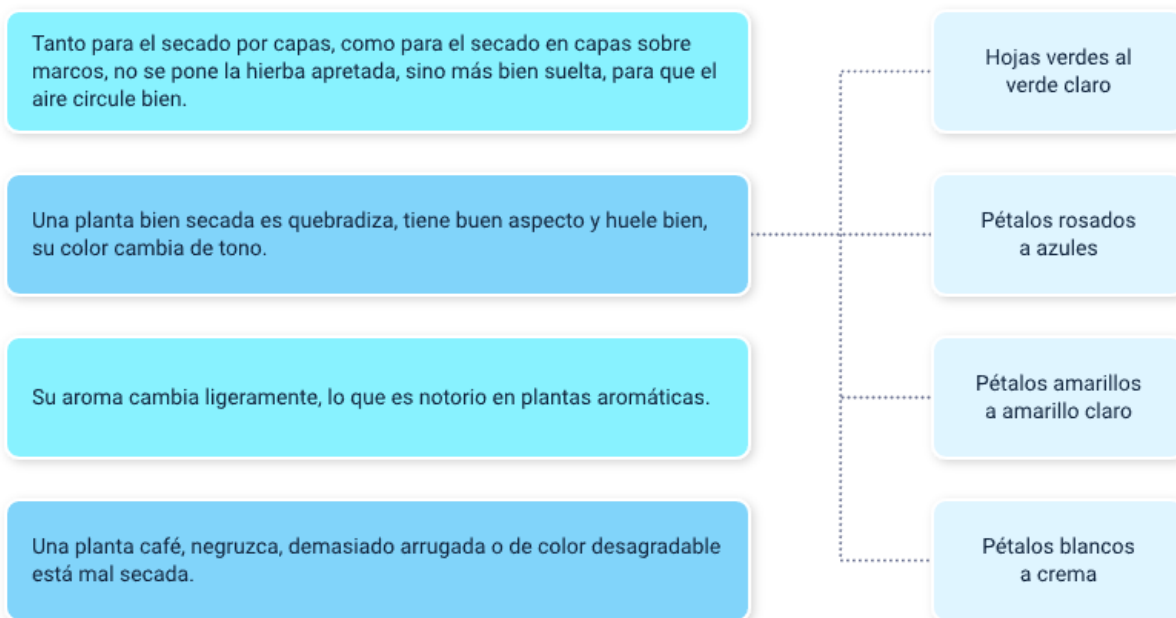 Tanto para el secado por capas, como para el secado en capas sobre
marcos, no se pone la hierba apretada, sino más bien suelta, para que el
aire circule bien.
Hojas verdes al
verde claro
Una planta bien secada es quebradiza, tiene buen aspecto y huele bien,
su color cambia de tono.
Pétalos rosados
a azules
Su aroma cambia ligeramente, lo que es notorio en plantas aromáticas.
Pétalos amarillos
a amarillo claro
Una planta café, negruzca, demasiado arrugada o de color desagradable
está mal secada.
Pétalos blancos
a crema